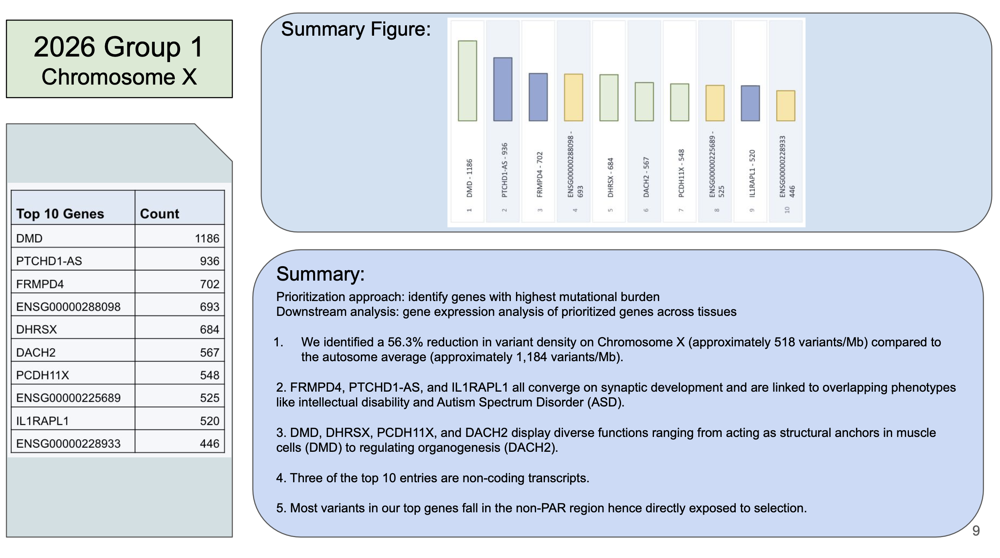 2026 Group 1
Chromosome X
Top 10 Genes Count
DMD 1186
PTCHD1-AS 936
FRMPD4 702
ENSG00000288098 693
DHRSX 684
DACH2 567
PCDH11X 548
ENSG00000225689 525
IL1RAPL1 520
ENSG00000228933 446
Summary Figure:
1 DMD - 1186
2 PTCHD1-AS - 936
3 FRMPD4 - 702
4 ENSG00000288098 -
693
5 DHRSX - 684
6 DACH2 - 567
7 PCDH11X - 548
8 ENSG00000225689 -
525
9 IL1RAPL1 - 520
10 ENSG00000228933
446
Summary:
Prioritization approach: identify genes with highest mutational burden
Downstream analysis: gene expression analysis of prioritized genes across tissues
1. We identified a 56.3% reduction in variant density on Chromosome X (approximately 518 variants/Mb) compared to
the autosome average (approximately 1,184 variants/Mb).
2. FRMPD4, PTCHD1-AS, and IL1RAPL1 all converge on synaptic development and are linked to overlapping phenotypes
like intellectual disability and Autism Spectrum Disorder (ASD).
3. DMD, DHRSX, PCDH11X, and DACH2 display diverse functions ranging from acting as structural anchors in muscle
cells (DMD) to regulating organogenesis (DACH2).
4. Three of the top 10 entries are non-coding transcripts.
5. Most variants in our top genes fall in the non-PAR region hence directly exposed to selection.
9